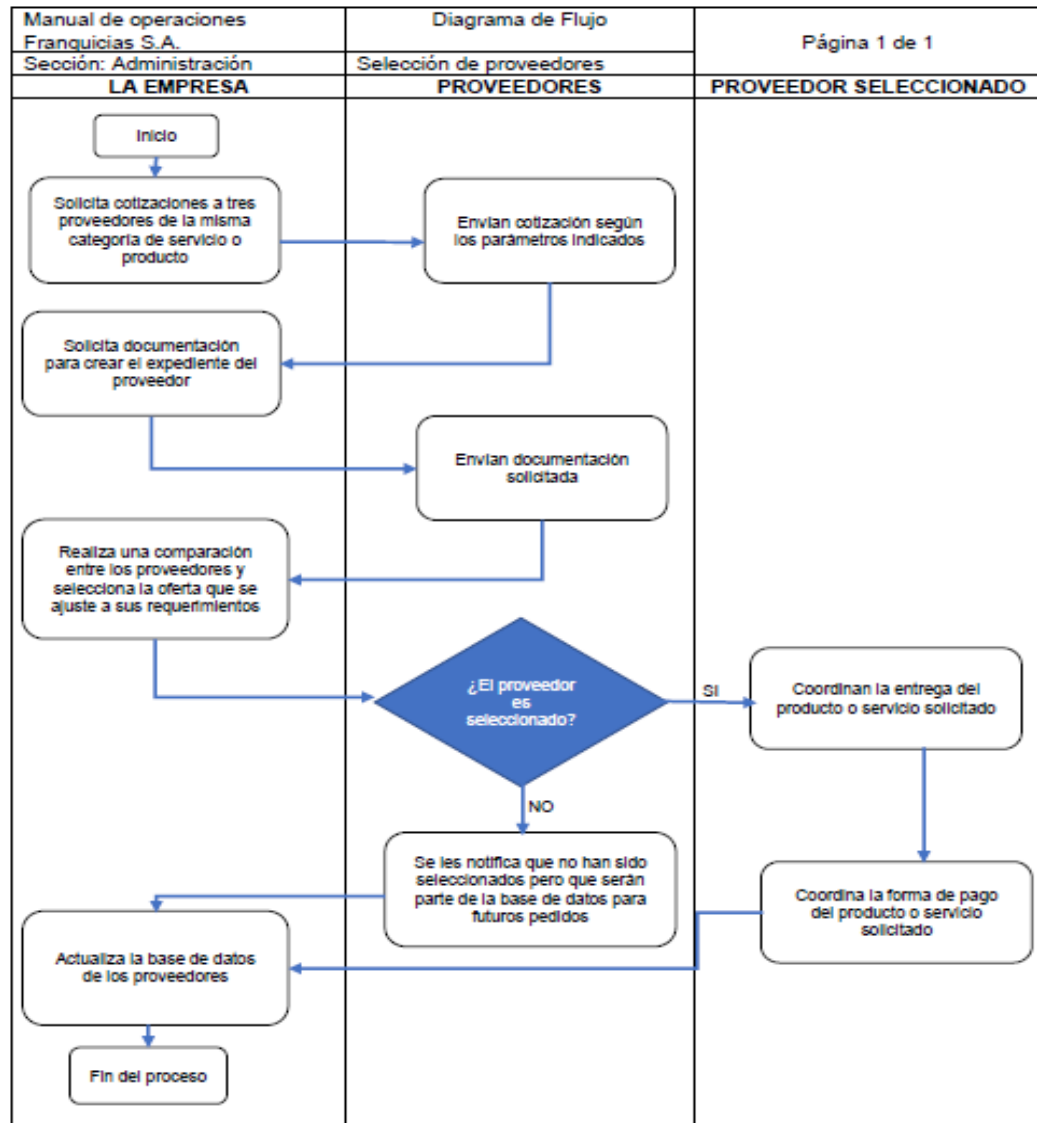 Manual de operaciones
Franquicias S.A.
Diagrama de Flujo
Página 1 de 1
Sección: Administración
Selección de proveedores
LA EMPRESA
PROVEEDORES
PROVEEDOR SELECCIONADO
Inicio
Solicita cotizaciones a tres
proveedores de la misma
categoría de servicio o
producto
Envían cotización según
los parámetros indicados
Solicita documentación
para crear el expediente del
proveedor
Envían documentación
solicitada
Realiza una comparación
entre los proveedores y
selecciona la oferta que se
ajuste a sus requerimientos
¿El proveedor
es
seleccionado?
SI
Coordinan la entrega del
producto o servicio solicitado
NO
Se les notifica que no han sido
seleccionados pero que serán
parte de la base de datos para
futuros pedidos
Coordina la forma de pago
del producto o servicio
solicitado
Actualiza la base de datos
de los proveedores
Fin del proceso